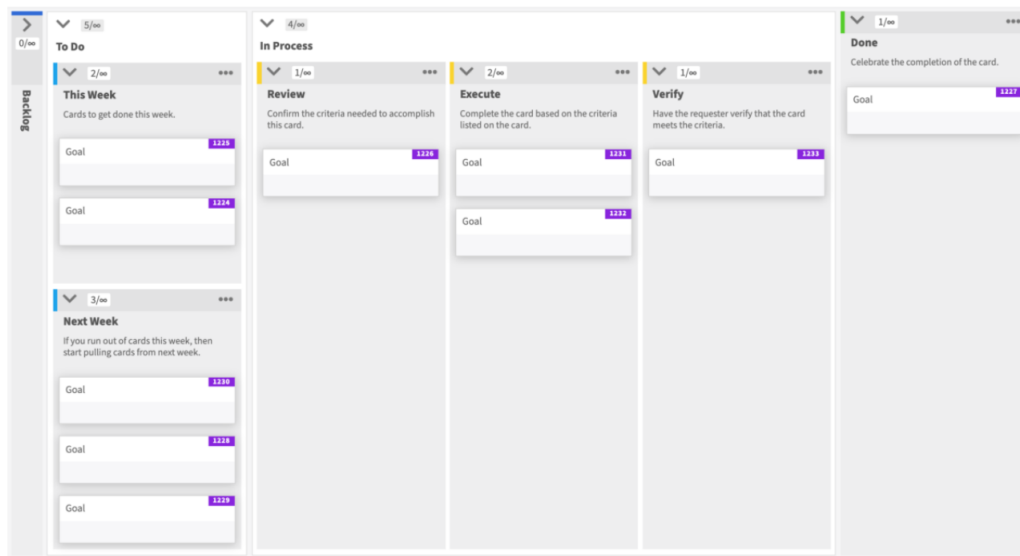 0/∞
Backlog
5/∞
To Do
2/∞
This Week
Cards to get done this week.
1225
Goal
1224
Goal
3/∞
Next Week
If you run out of cards this week, then
start pulling cards from next week.
1230
Goal
1228
Goal
1229
Goal
4/∞
In Process
1/∞
Review
Confirm the criteria needed to accomplish
this card.
1226
Goal
2/∞
Execute
Complete the card based on the criteria
listed on the card.
1231
Goal
1232
Goal
1/∞
Verify
Have the requester verify that the card
meets the criteria.
1233
Goal
1/∞
Done
Celebrate the completion of the card.
1227
Goal